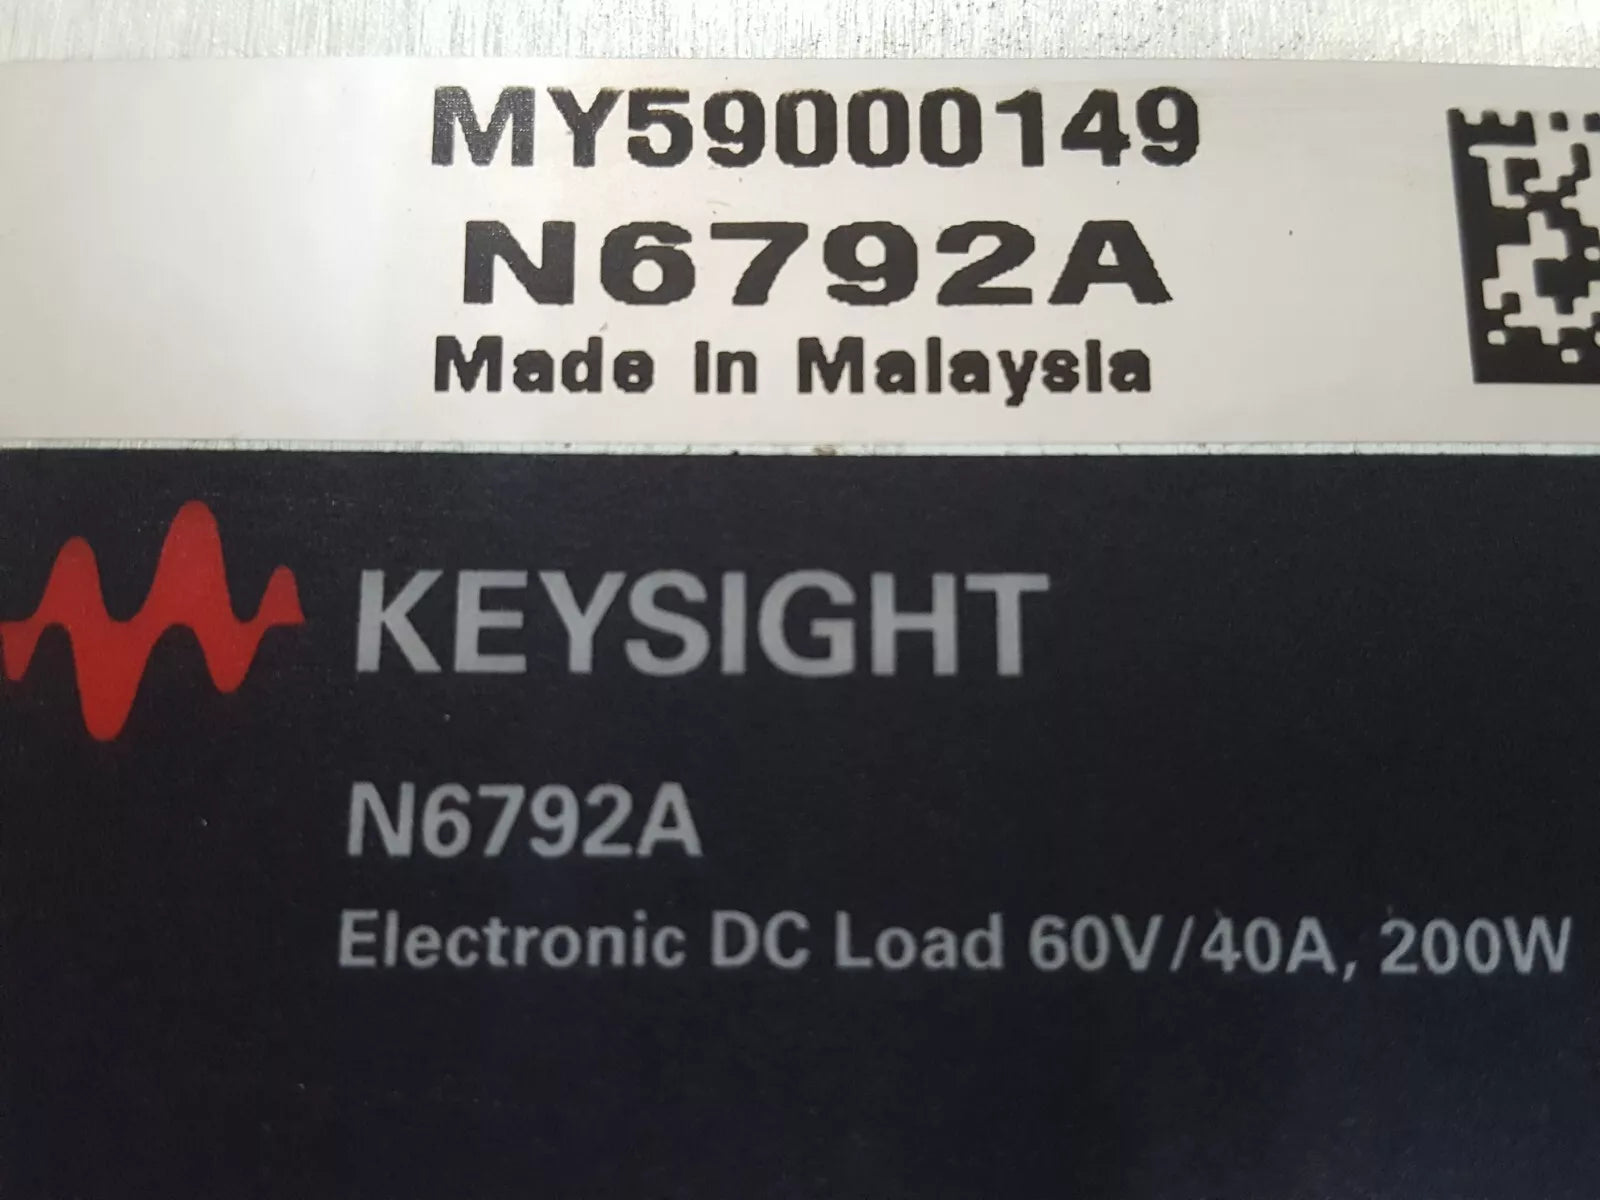 MY59000149
N6792A
Made in Malaysia
KEYSIGHT
N6792A
Electronic DC Load 60V/40A, 200W